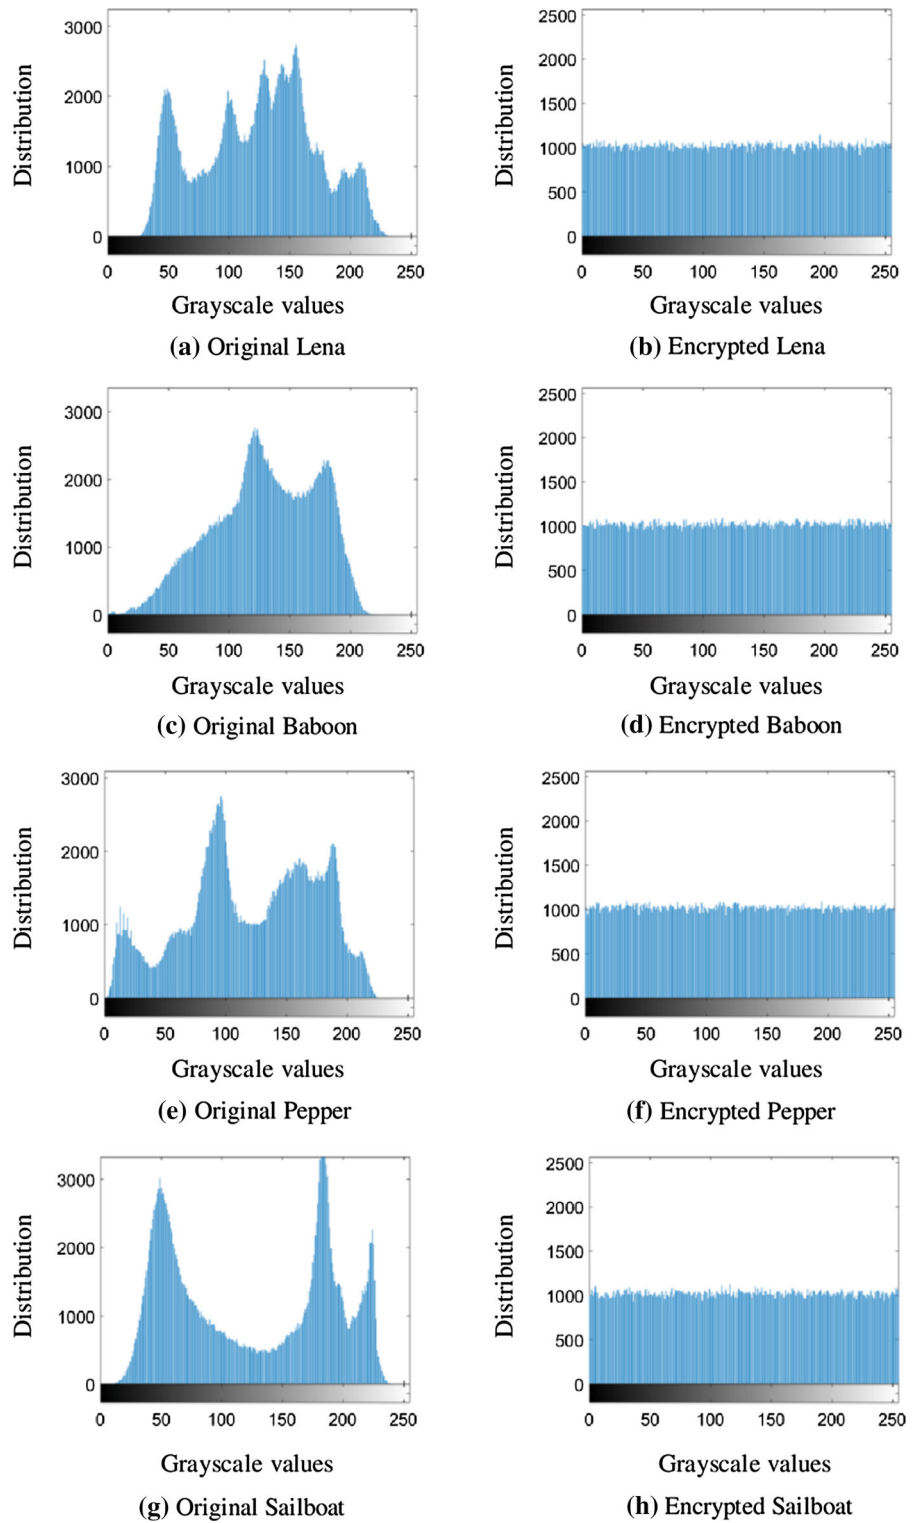 Distribution
3000
2000
1000
0
0 50 100 150 200 250
Grayscale values
(a) Original Lena
Distribution
2500
2000
1500
1000
500
0
0 50 100 150 200 250
Grayscale values
(b) Encrypted Lena
Distribution
3000
2000
1000
0
0 50 100 150 200 250
Grayscale values
(c) Original Baboon
Distribution
2500
2000
1500
1000
500
0
0 50 100 150 200 250
Grayscale values
(d) Encrypted Baboon
Distribution
3000
2000
1000
0
0 50 100 150 200 250
Grayscale values
(e) Original Pepper
Distribution
2500
2000
1500
1000
500
0
0 50 100 150 200 250
Grayscale values
(f) Encrypted Pepper
Distribution
3000
2000
1000
0
0 50 100 150 200 250
Grayscale values
(g) Original Sailboat
Distribution
2500
2000
1500
1000
500
0
0 50 100 150 200 250
Grayscale values
(h) Encrypted Sailboat